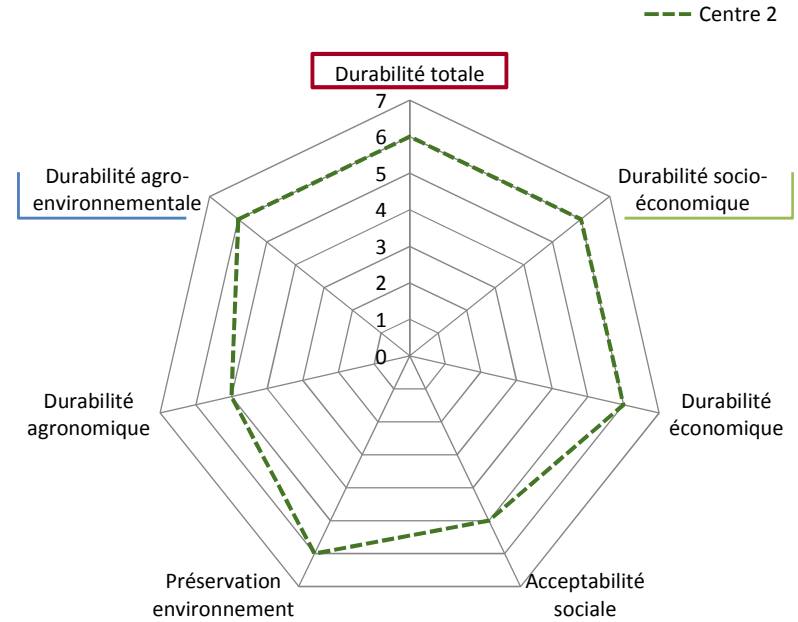 Centre 2
Durabilité totale
7
6
5
4
3
2
1
0
Durabilité socio-
économique
Durabilité
économique
Acceptabilité
sociale
Préservation
environnement
Durabilité
agronomique
Durabilité agro-
environnementale